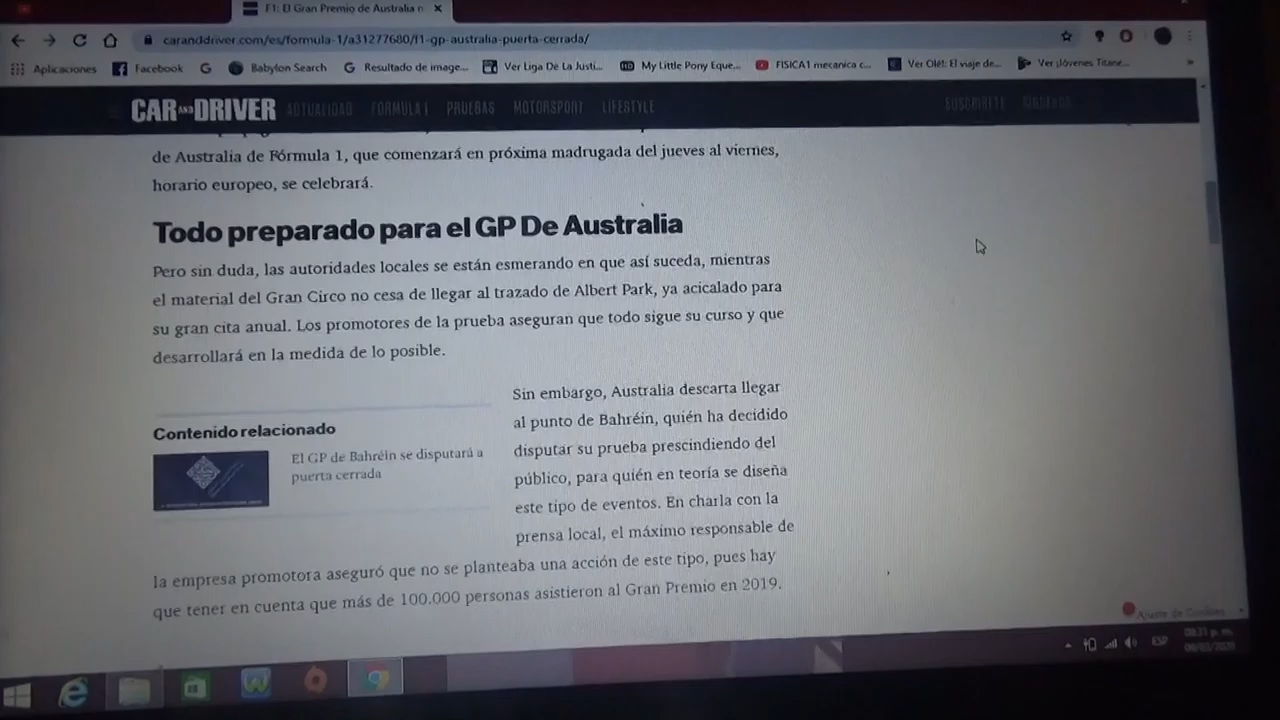 F1: El Gran Premio de Australia n
caranddriver.com/es/formula-1/a31277680/f1-gp-australia-puerta-cerrada/
Aplicaciones Facebook Babylon Search Resultado de image... Ver Liga De La Justi... My Little Pony Eque... FISICA1 mecanica c... Ver Olé!: El viaje de... Ver ¡Jóvenes Titane...
CAR AND DRIVER ACTUALIDAD FÓRMULA 1 PRUEBAS MOTORSPORT LIFESTYLE SUSCRÍBETE SÍGUENOS
de Australia de Fórmula 1, que comenzará en próxima madrugada del jueves al viernes,
horario europeo, se celebrará.
Todo preparado para el GP De Australia
Pero sin duda, las autoridades locales se están esmerando en que así suceda, mientras
el material del Gran Circo no cesa de llegar al trazado de Albert Park, ya acicalado para
su gran cita anual. Los promotores de la prueba aseguran que todo sigue su curso y que
desarrollará en la medida de lo posible.
Sin embargo, Australia descarta llegar
al punto de Bahréin, quién ha decidido
disputar su prueba prescindiendo del
público, para quién en teoría se diseña
este tipo de eventos. En charla con la
prensa local, el máximo responsable de
la empresa promotora aseguró que no se planteaba una acción de este tipo, pues hay
que tener en cuenta que más de 100.000 personas asistieron al Gran Premio en 2019.
Contenido relacionado
El GP de Bahréin se disputará a
puerta cerrada
Ajuste de Cookies
ESP